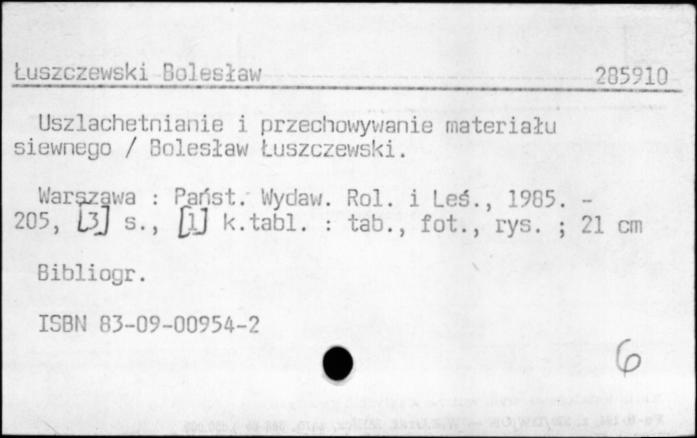 Łuszczewski Bolesław 285910
Uszlachetnianie i przechowywanie materiału
siewnego / Bolesław Łuszczewski.
Warszawa : Państ. Wydaw. Rol. i Leś., 1985. -
205, [3] s., [1] k.tabl. : tab., fot., rys. ; 21 cm
Bibliogr.
ISBN 83-09-00954-2
6